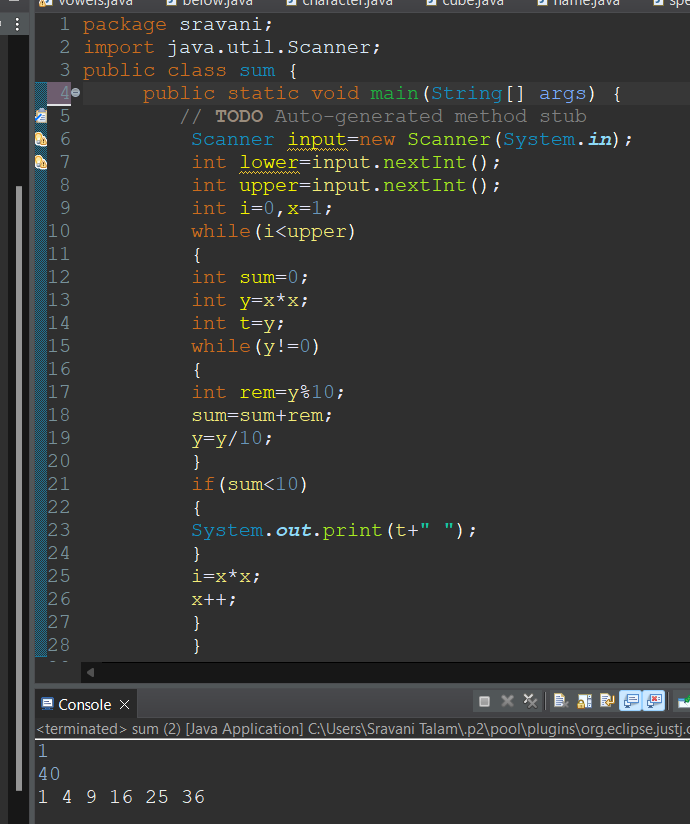 vowels.java below.java character.java cube.java name.java spe
1 package sravani;
2 import java.util.Scanner;
3 public class sum {
4 public static void main(String[] args) {
5 // TODO Auto-generated method stub
6 Scanner input=new Scanner(System.in);
7 int lower=input.nextInt();
8 int upper=input.nextInt();
9 int i=0,x=1;
10 while(i<upper)
11 {
12 int sum=0;
13 int y=x*x;
14 int t=y;
15 while(y!=0)
16 {
17 int rem=y%10;
18 sum=sum+rem;
19 y=y/10;
20 }
21 if(sum<10)
22 {
23 System.out.print(t+" ");
24 }
25 i=x*x;
26 x++;
27 }
28 }
Console
<terminated> sum (2) [Java Application] C:\Users\Sravani Talam\.p2\pool\plugins\org.eclipse.justj.
1
40
1 4 9 16 25 36